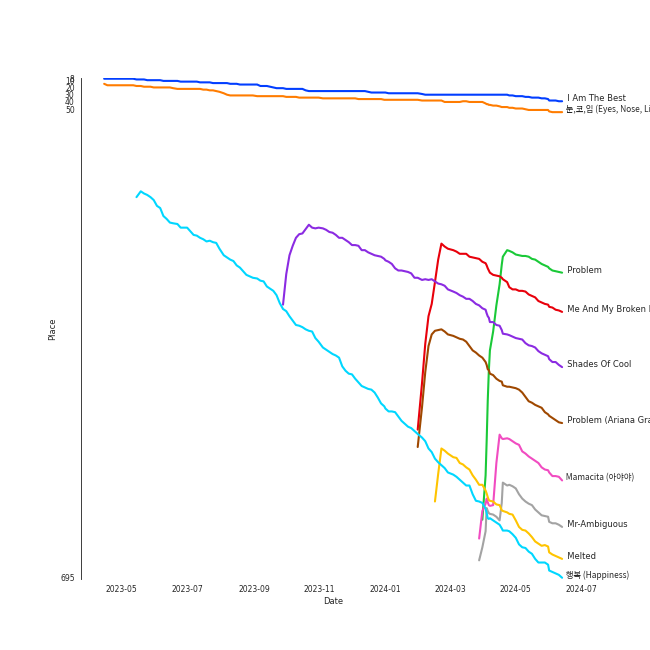 10
20
30
40
50
695
Place
I Am The Best
눈,코,입 (Eyes, Nose, Li
Problem
Me And My Broken
Shades Of Cool
Problem (Ariana Gra
Mamacita (아야야)
Mr-Ambiguous
Melted
행복 (Happiness)
2023-05
2023-07
2023-09
2023-11
2024-01
2024-03
2024-05
2024-07
Date